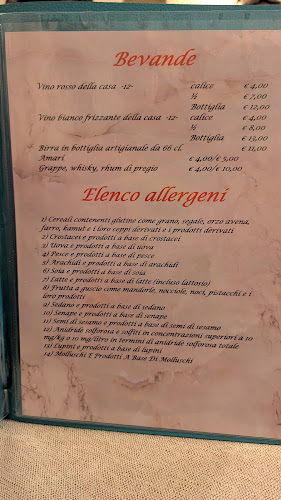 Bevande
Vino rosso della casa -12- calice € 4,00
½ € 7,00
Bottiglia € 12,00
Vino bianco frizzante della casa -12- calice € 4,00
½ € 8,00
Bottiglia € 13,00
Birra in bottiglia artigianale da 66 cl. € 11,00
Amari € 4,00/€ 5,00
Grappe, whisky, rhum di pregio € 4,00/€ 10,00
Elenco allergeni
1) Cereali contenenti glutine come grano, segale, orzo avena,
farro, kamut e i loro ceppi derivati e i prodotti derivati
2) Crostacei e prodotti a base di crostacei
3) Uova e prodotti a base di uova
4) Pesce e prodotti a base di pesce
5) Arachidi e prodotti a base di arachidi
6) Soia e prodotti a base di soia
7) Latte e prodotti a base di latte (incluso lattosio)
8) Frutta a guscio come mandorle, nocciole, noci, pistacchi e i
loro prodotti
9) Sedano e prodotti a base di sedano
10) Senape e prodotti a base di senape
11) Semi di sesamo e prodotti a base di semi di sesamo
12) Anidride solforosa e solfiti in concentrazioni superiori a 10
mg/kg o 10 mg/litro in termini di anidride solforosa totale
13) Lupini e prodotti a base di lupini
14) Molluschi E Prodotti A Base Di Molluschi